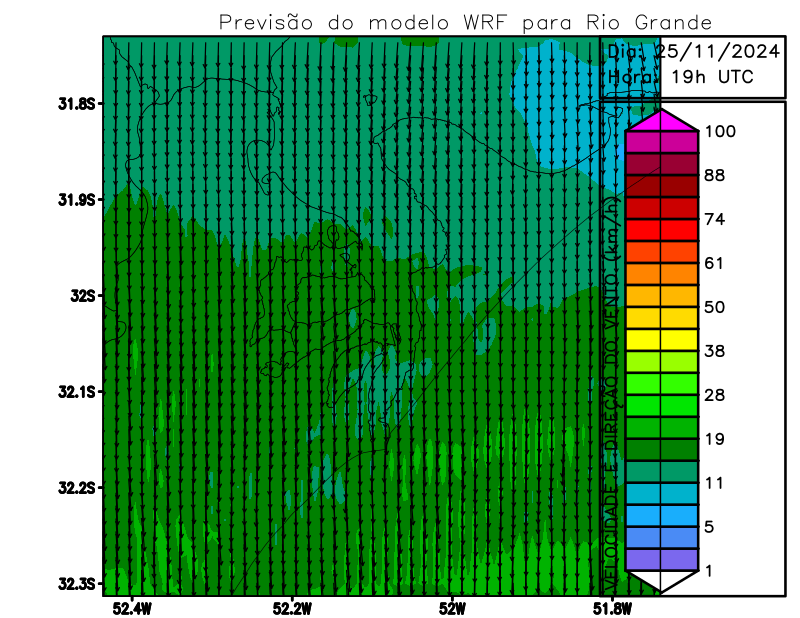 Previsão do modelo WRF para Rio Grande
Dia: 25/11/2024
Hora: 19h UTC
31.8S
31.9S
32S
32.1S
32.2S
32.3S
52.4W
52.2W
52W
51.8W
VELOCIDADE E DIREÇÃO DO VENTO (km/h)
100
88
74
61
50
38
28
19
11
5
1